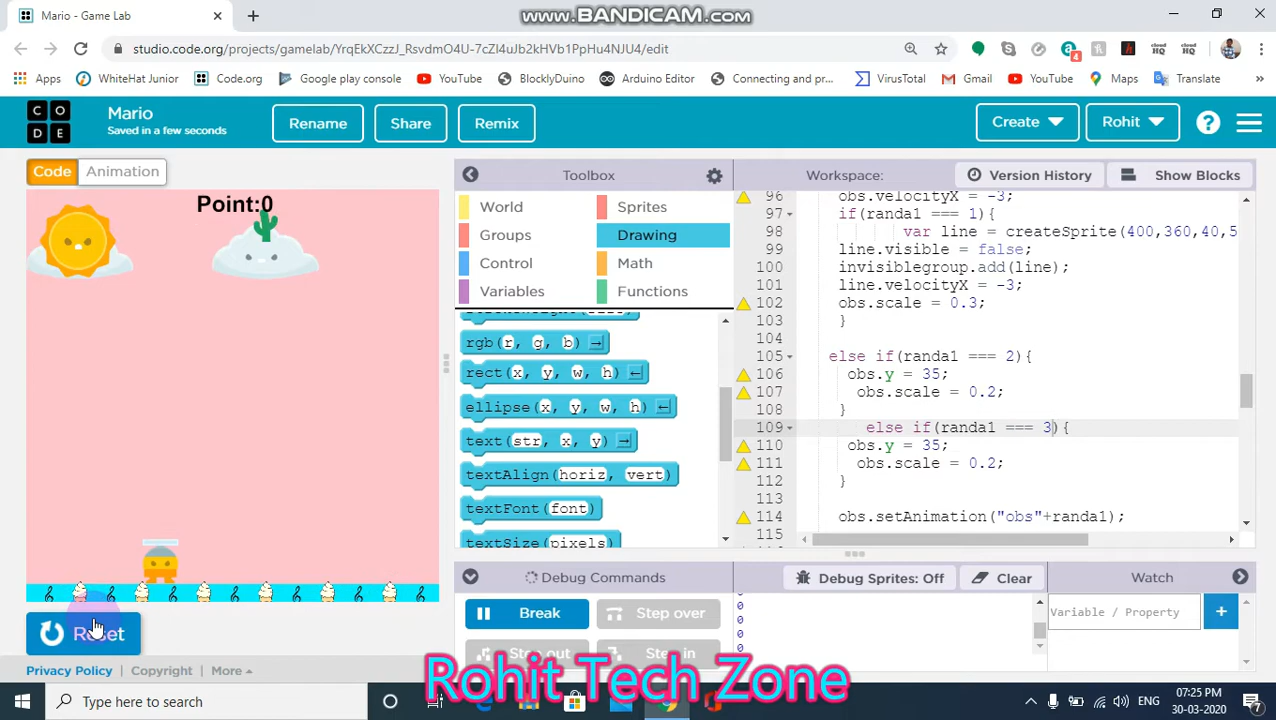 Mario - Game Lab
www.BANDICAM.com
studio.code.org/projects/gamelab/YrqEkXCzzJ_RsvdmO4U-7cZl4uJb2kHVb1PpHu4NJU4/edit
Apps
WhiteHat Junior
Code.org
Google play console
YouTube
BlocklyDuino
Arduino Editor
Connecting and pr...
VirusTotal
Gmail
YouTube
Maps
Translate
CODE
Mario
Saved in a few seconds
Rename
Share
Remix
Create
Rohit
Code
Animation
Toolbox
Workspace:
Version History
Show Blocks
Point:0
World
Sprites
Groups
Drawing
Control
Math
Variables
Functions
rgb(r, g, b)
rect(x, y, w, h)
ellipse(x, y, w, h)
text(str, x, y)
textAlign(horiz, vert)
textFont(font)
textSize(pixels)
96 obs.velocityX = -3;
97 if(randa1 === 1){
98 var line = createSprite(400,360,40,5
99 line.visible = false;
100 invisiblegroup.add(line);
101 line.velocityX = -3;
102 obs.scale = 0.3;
103 }
104
105 else if(randa1 === 2){
106 obs.y = 35;
107 obs.scale = 0.2;
108 }
109 else if(randa1 === 3){
110 obs.y = 35;
111 obs.scale = 0.2;
112 }
113
114 obs.setAnimation("obs"+randa1);
115
Reset
Debug Commands
Debug Sprites: Off
Clear
Watch
Break
Step over
Step out
Step in
0
0
0
0
Variable / Property
Privacy Policy
Copyright
More
Rohit Tech Zone
Type here to search
ENG
07:25 PM
30-03-2020